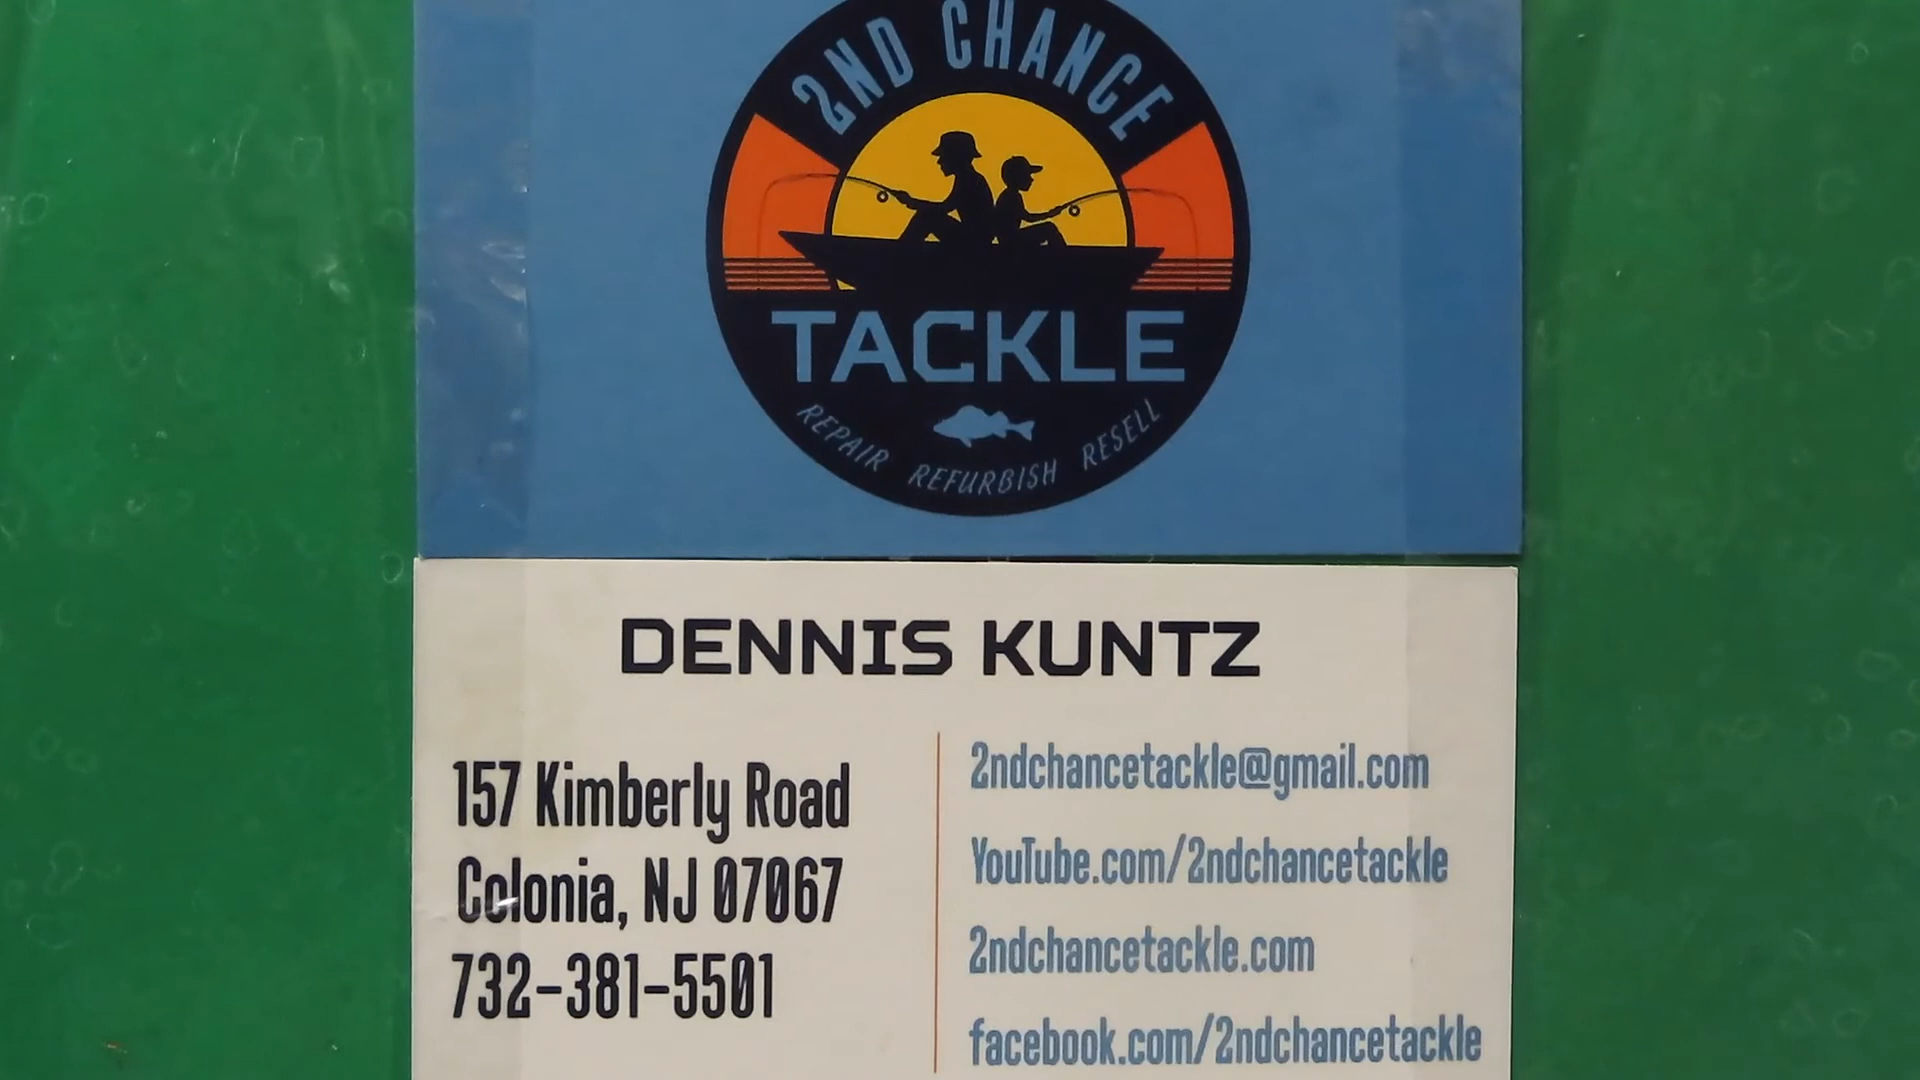 2ND CHANCE
TACKLE
REPAIR REFURBISH RESELL
DENNIS KUNTZ
157 Kimberly Road
Colonia, NJ 07067
732-381-5501
2ndchancetackle@gmail.com
YouTube.com/2ndchancetackle
2ndchancetackle.com
facebook.com/2ndchancetackle